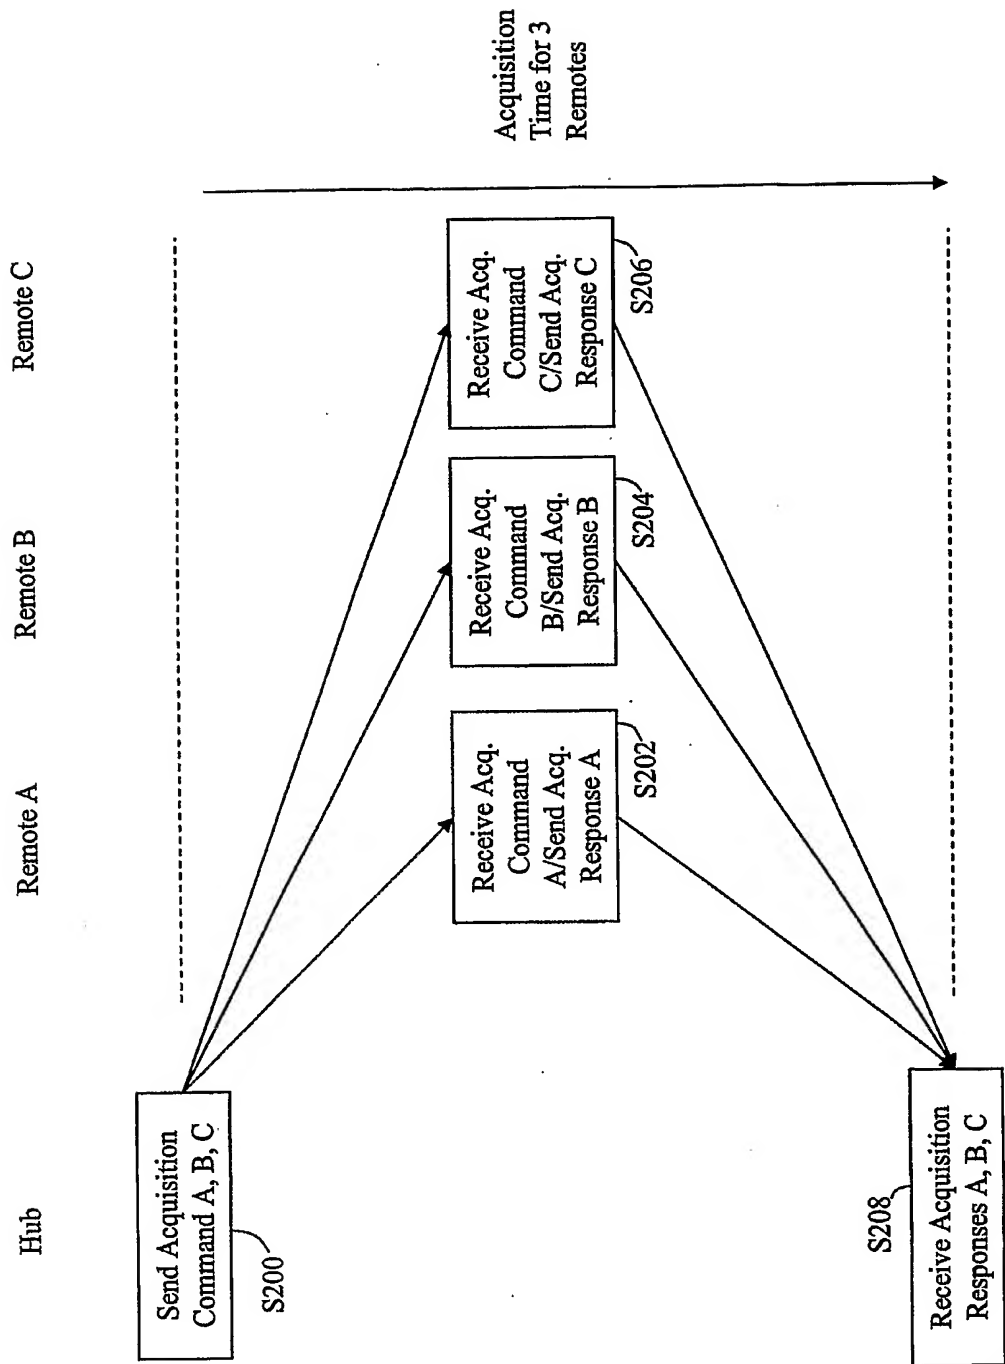 Hub
Remote A
Remote B
Remote C
Send Acquisition
Command A, B, C
S200
Receive Acq.
Command
A/Send Acq.
Response A
S202
Receive Acq.
Command
B/Send Acq.
Response B
S204
Receive Acq.
Command
C/Send Acq.
Response C
S206
Acquisition
Time for 3
Remotes
S208
Receive Acquisition
Responses A, B, C